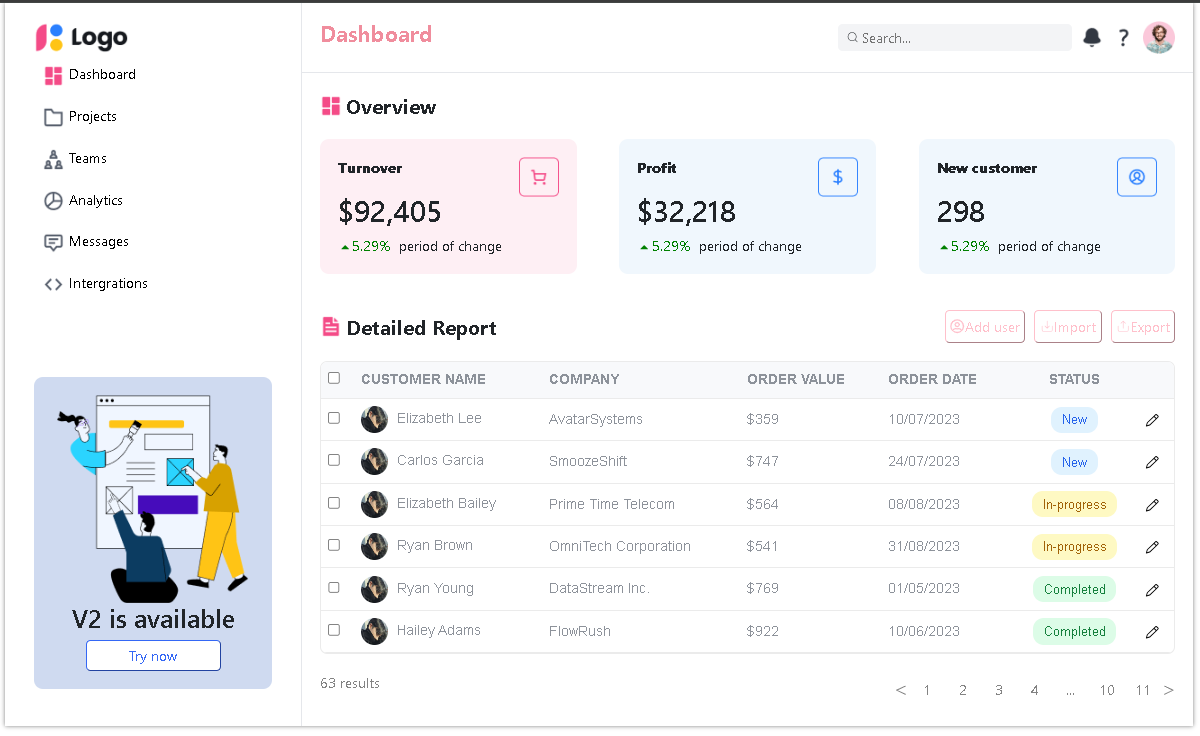 Logo
Dashboard
Projects
Teams
Analytics
Messages
Intergrations
V2 is available
Try now
Dashboard
Search...
?
Overview
Turnover
$92,405
5.29% period of change
Profit
$
$32,218
5.29% period of change
New customer
298
5.29% period of change
Detailed Report
Add user Import Export
CUSTOMER NAME COMPANY ORDER VALUE ORDER DATE STATUS
Elizabeth Lee AvatarSystems $359 10/07/2023 New
Carlos Garcia SmoozeShift $747 24/07/2023 New
Elizabeth Bailey Prime Time Telecom $564 08/08/2023 In-progress
Ryan Brown OmniTech Corporation $541 31/08/2023 In-progress
Ryan Young DataStream Inc. $769 01/05/2023 Completed
Hailey Adams FlowRush $922 10/06/2023 Completed
63 results
< 1 2 3 4 ... 10 11 >